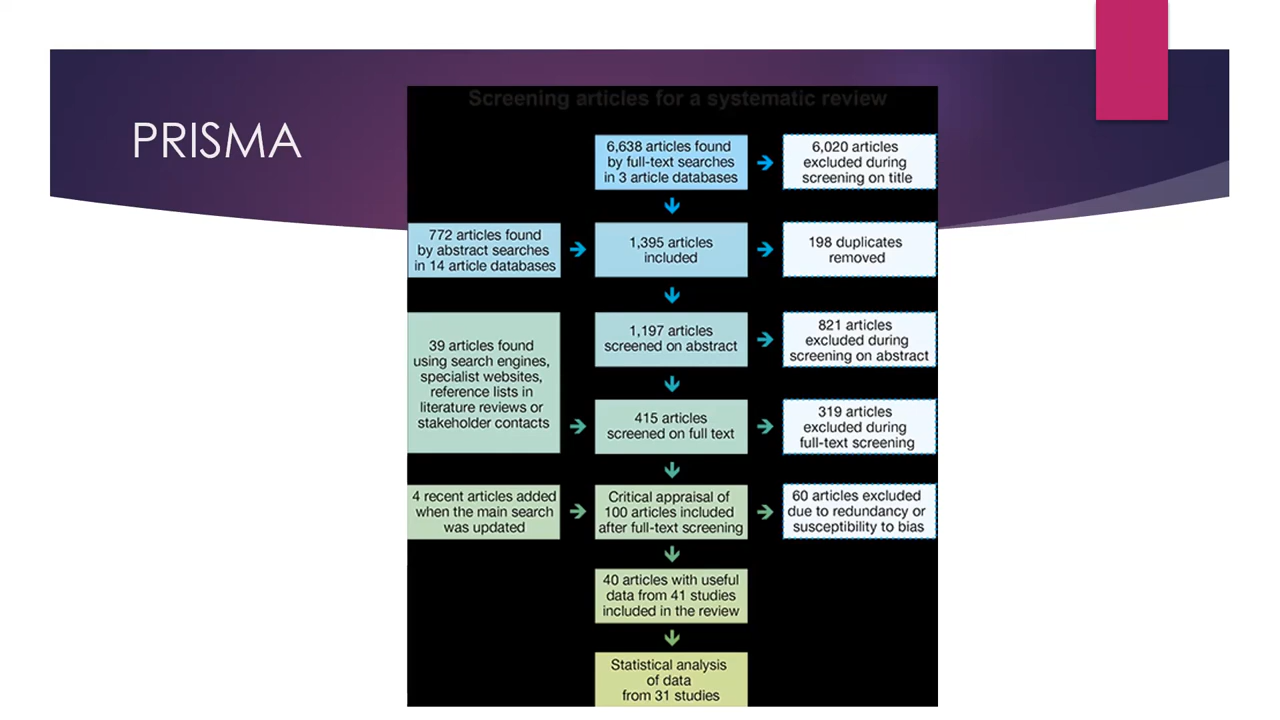 PRISMA
Screening articles for a systematic review
6,638 articles found
by full-text searches
in 3 article databases
6,020 articles
excluded during
screening on title
772 articles found
by abstract searches
in 14 article databases
1,395 articles
included
198 duplicates
removed
39 articles found
using search engines,
specialist websites,
reference lists in
literature reviews or
stakeholder contacts
1,197 articles
screened on abstract
821 articles
excluded during
screening on abstract
415 articles
screened on full text
319 articles
excluded during
full-text screening
4 recent articles added
when the main search
was updated
Critical appraisal of
100 articles included
after full-text screening
60 articles excluded
due to redundancy or
susceptibility to bias
40 articles with useful
data from 41 studies
included in the review
Statistical analysis
of data
from 31 studies